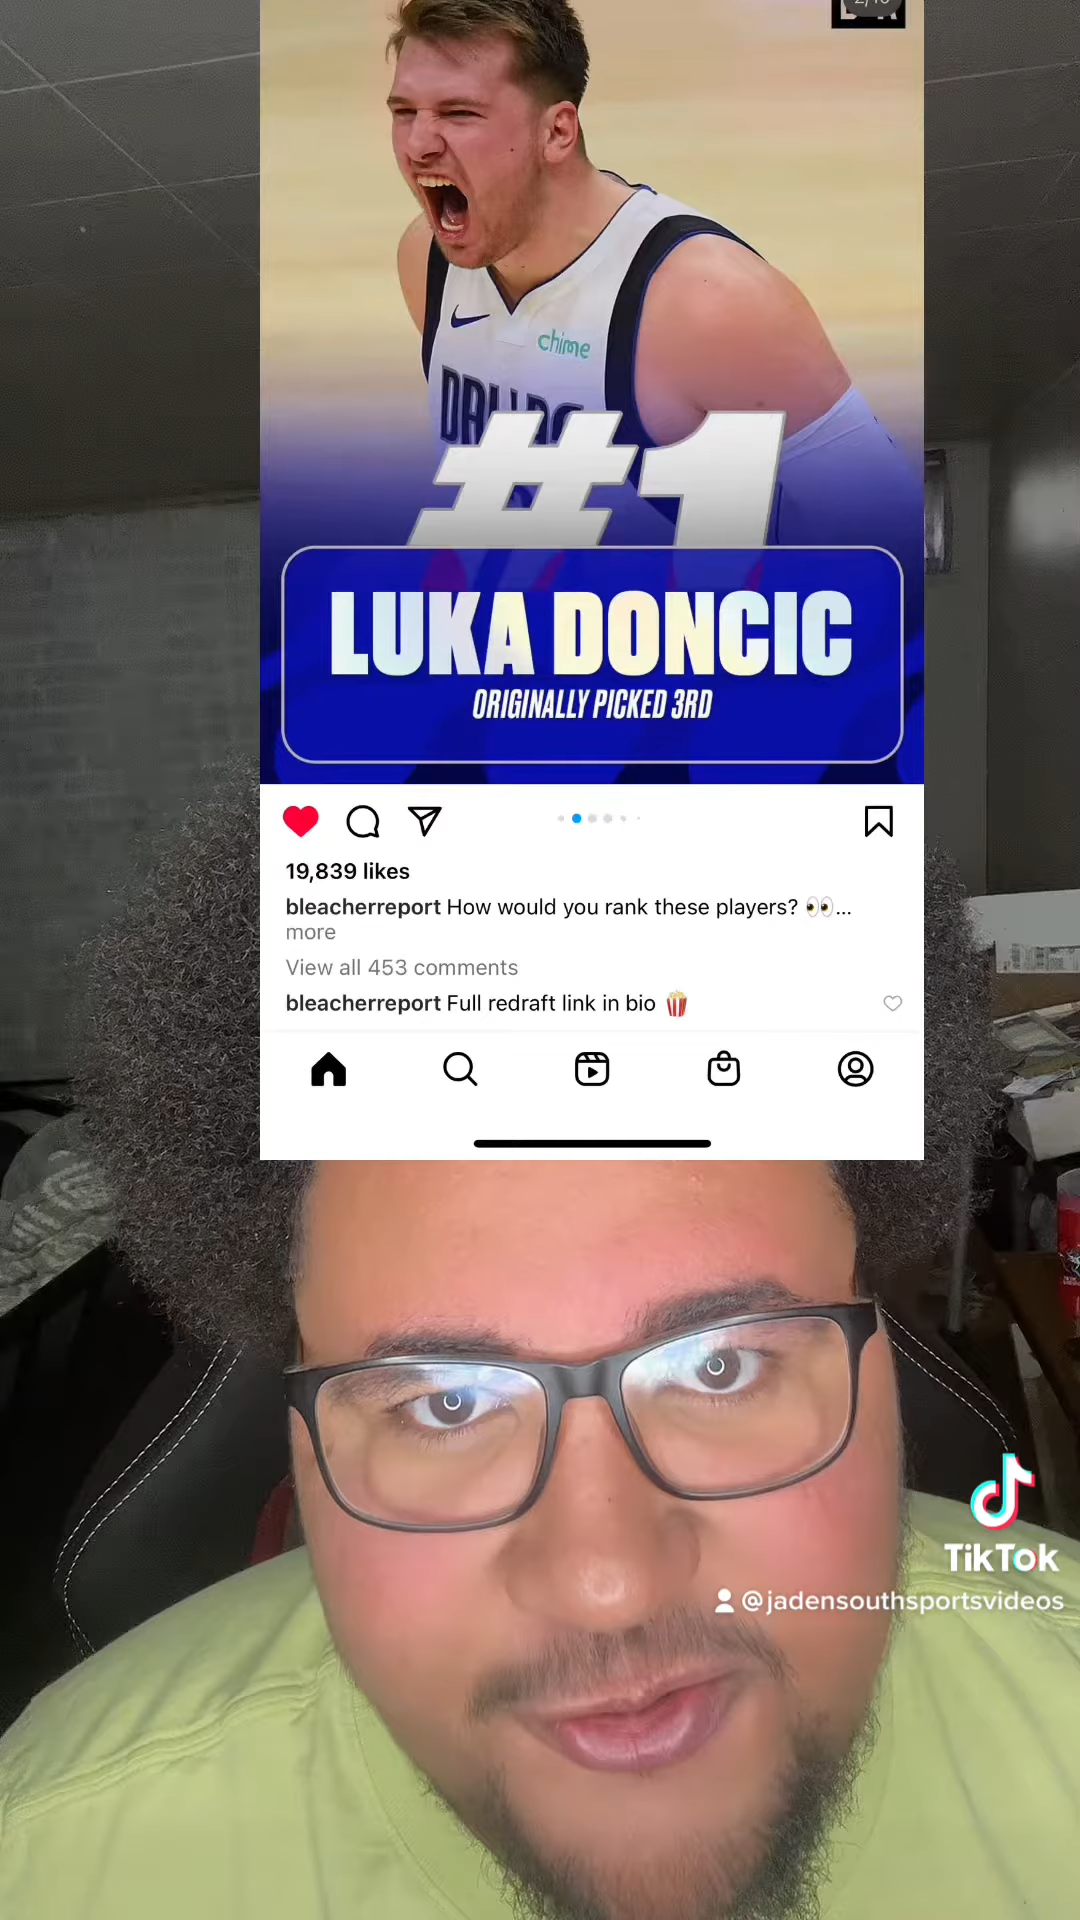 chime
#1
LUKA DONCIC
ORIGINALLY PICKED 3RD
19,839 likes
bleacherreport How would you rank these players? 👀...
more
View all 453 comments
bleacherreport Full redraft link in bio 🍿
TikTok
@jadensouthsportsvideos